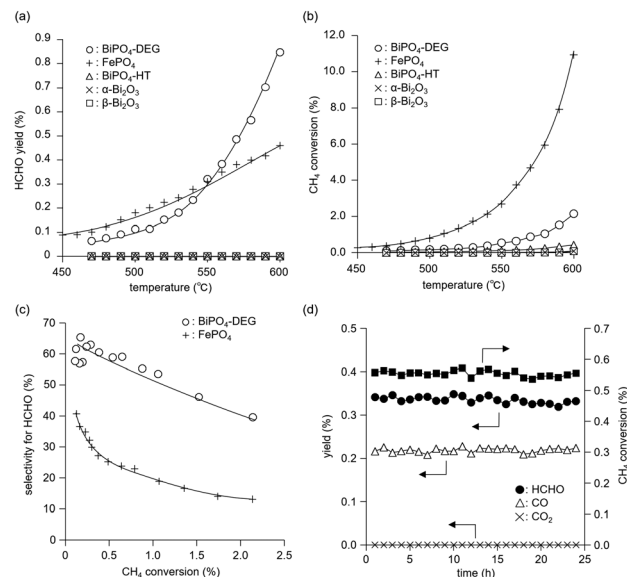 (a)
○ : BiPO₄-DEG
+ : FePO₄
△ : BiPO₄-HT
× : α-Bi₂O₃
□ : β-Bi₂O₃
HCHO yield (%)
0.9
0.8
0.7
0.6
0.5
0.4
0.3
0.2
0.1
0
450 500 550 600
temperature (℃)
(b)
○ : BiPO₄-DEG
+ : FePO₄
△ : BiPO₄-HT
× : α-Bi₂O₃
□ : β-Bi₂O₃
CH₄ conversion (%)
12.0
10.0
8.0
6.0
4.0
2.0
0.0
450 500 550 600
temperature (℃)
(c)
○ : BiPO₄-DEG
+ : FePO₄
selectivity for HCHO (%)
70
60
50
40
30
20
10
0
0.0 0.5 1.0 1.5 2.0 2.5
CH₄ conversion (%)
(d)
yield (%)
0.5
0.4
0.3
0.2
0.1
0.0
0.7
0.6
0.5
0.4
0.3
0.2
0.1
0.0
CH₄ conversion (%)
● : HCHO
△ : CO
× : CO₂
0 5 10 15 20 25
time (h)